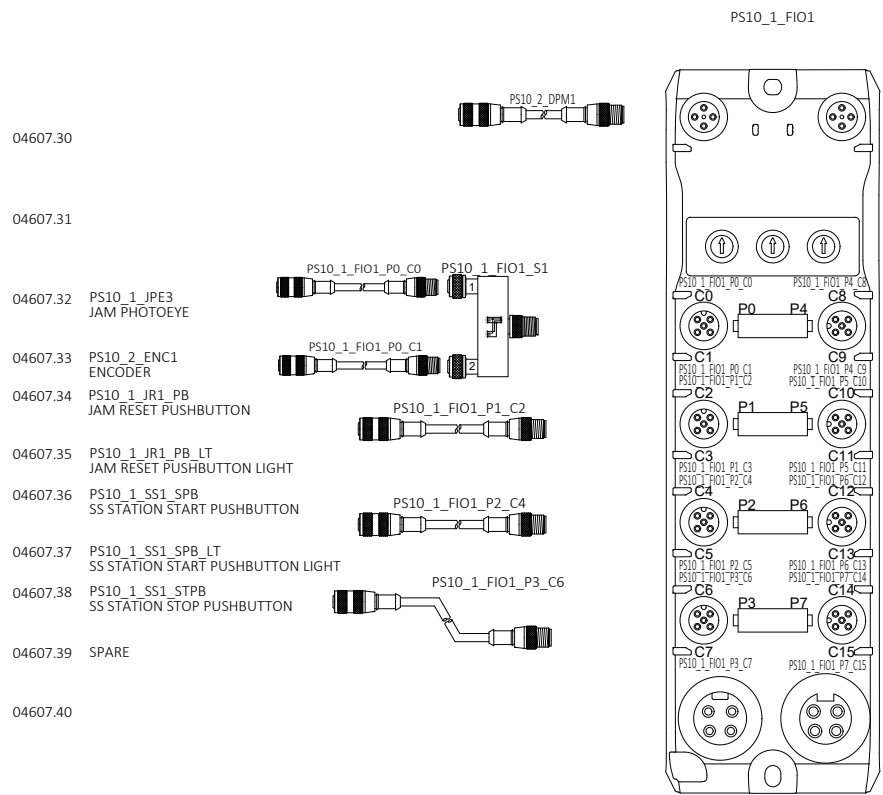 PS10_1_FIO1
PS10_2_DPM1
04607.30
04607.31
PS10_1_FIO1_P0_C0
PS10_1_FIO1_S1
04607.32 PS10_1_JPE3
JAM PHOTOEYE
1
PS10_1_FIO1_P0_C1
04607.33 PS10_2_ENC1
ENCODER
2
04607.34 PS10_1_JR1_PB
JAM RESET PUSHBUTTON
PS10_1_FIO1_P1_C2
04607.35 PS10_1_JR1_PB_LT
JAM RESET PUSHBUTTON LIGHT
04607.36 PS10_1_SS1_SPB
SS STATION START PUSHBUTTON
PS10_1_FIO1_P2_C4
04607.37 PS10_1_SS1_SPB_LT
SS STATION START PUSHBUTTON LIGHT
04607.38 PS10_1_SS1_STPB
SS STATION STOP PUSHBUTTON
PS10_1_FIO1_P3_C6
04607.39 SPARE
04607.40
PS10_1_FIO1_P0_C0 PS10_1_FIO1_P4_C8
C0 C8
P0 P4
C1 C9
PS10_1_FIO1_P0_C1 PS10_1_FIO1_P4_C9
PS10_1_FIO1_P1_C2 PS10_1_FIO1_P5_C10
C2 C10
P1 P5
C3 C11
PS10_1_FIO1_P1_C3 PS10_1_FIO1_P5_C11
PS10_1_FIO1_P2_C4 PS10_1_FIO1_P6_C12
C4 C12
P2 P6
C5 C13
PS10_1_FIO1_P2_C5 PS10_1_FIO1_P6_C13
PS10_1_FIO1_P3_C6 PS10_1_FIO1_P7_C14
C6 C14
P3 P7
C7 C15
PS10_1_FIO1_P3_C7 PS10_1_FIO1_P7_C15